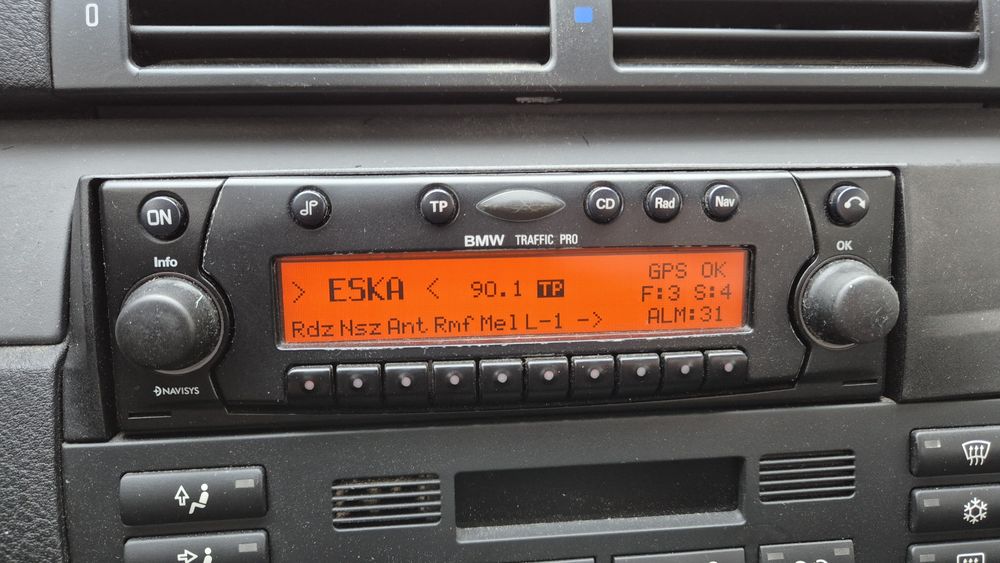 0
ON
TP
CD
Rad
Nav
BMW TRAFFIC PRO
Info
OK
> ESKA < 90.1 TP
GPS OK
F:3 S:4
ALM:31
Rdz Nsz Ant Rmf Mel L-1 ->
NAVISYS